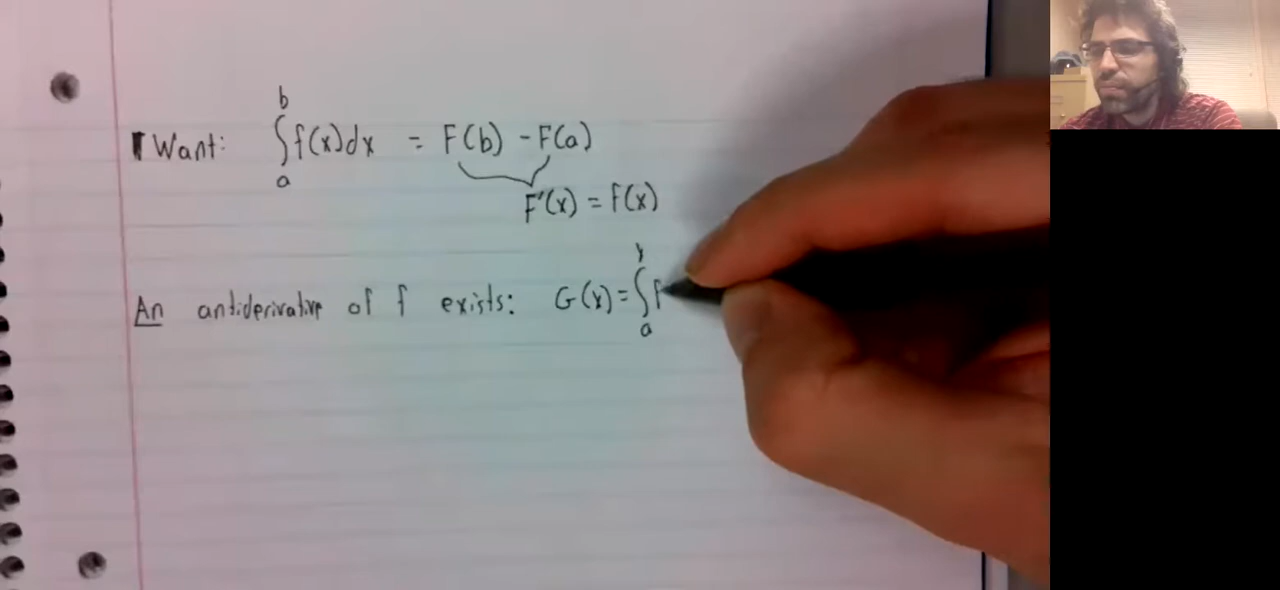 Want: ∫_a^b f(x)dx = F(b) - F(a)
F'(x) = f(x)
An antiderivative of f exists: G(x) = ∫_a^x f